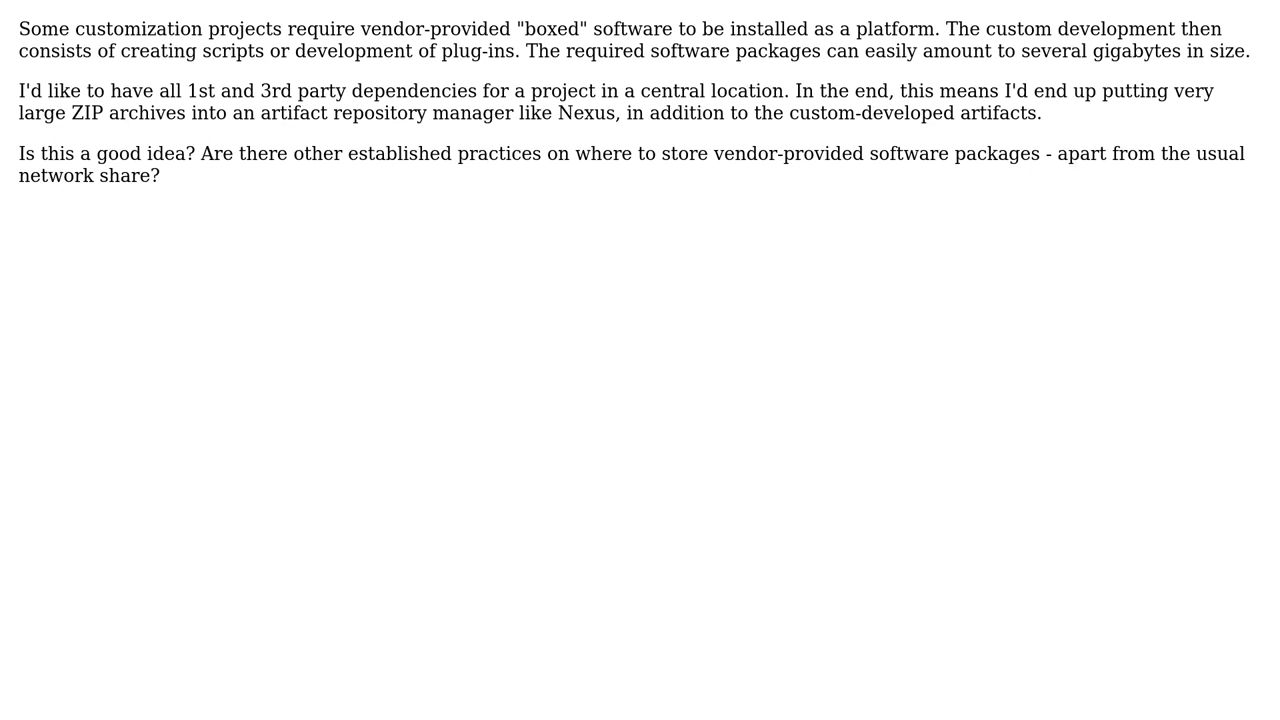 Some customization projects require vendor-provided "boxed" software to be installed as a platform. The custom development then
consists of creating scripts or development of plug-ins. The required software packages can easily amount to several gigabytes in size.
I'd like to have all 1st and 3rd party dependencies for a project in a central location. In the end, this means I'd end up putting very
large ZIP archives into an artifact repository manager like Nexus, in addition to the custom-developed artifacts.
Is this a good idea? Are there other established practices on where to store vendor-provided software packages - apart from the usual
network share?